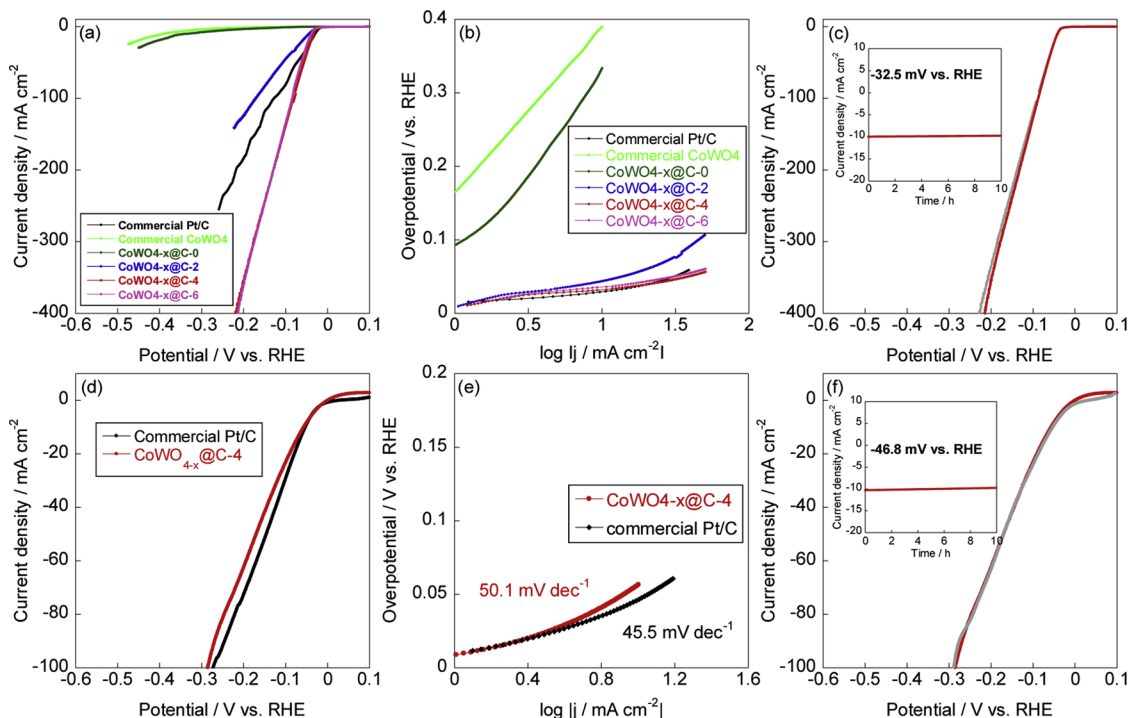 (a)
Current density / mA cm-2
0
-100
-200
-300
-400
Commercial Pt/C
Commercial CoWO4
CoWO4-x@C-0
CoWO4-x@C-2
CoWO4-x@C-4
CoWO4-x@C-6
-0.6 -0.5 -0.4 -0.3 -0.2 -0.1 0 0.1
Potential / V vs. RHE
(b)
Overpotential / vs. RHE
0.4
0.3
0.2
0.1
0
Commercial Pt/C
Commercial CoWO4
CoWO4-x@C-0
CoWO4-x@C-2
CoWO4-x@C-4
CoWO4-x@C-6
0 0.5 1 1.5 2
log Ij / mA cm-2I
(c)
Current density / mA cm-2
0
-100
-200
-300
-400
Current density / mA cm-2
10
5
0
-5
-10
-15
-20
-32.5 mV vs. RHE
0 2 4 6 8 10
Time / h
-0.6 -0.5 -0.4 -0.3 -0.2 -0.1 0 0.1
Potential / V vs. RHE
(d)
Current density / mA cm-2
0
-20
-40
-60
-80
-100
Commercial Pt/C
CoWO4-x@C-4
-0.6 -0.5 -0.4 -0.3 -0.2 -0.1 0 0.1
Potential / V vs. RHE
(e)
Overpotential / V vs. RHE
0.2
0.15
0.1
0.05
0
CoWO4-x@C-4
commercial Pt/C
50.1 mV dec-1
45.5 mV dec-1
0 0.4 0.8 1.2 1.6
log |j / mA cm-2|
(f)
Current density / mA cm-2
0
-20
-40
-60
-80
-100
Current density / mA cm-2
10
5
0
-5
-10
-15
-20
-46.8 mV vs. RHE
0 2 4 6 8 10
Time / h
-0.6 -0.5 -0.4 -0.3 -0.2 -0.1 0 0.1
Potential / V vs. RHE